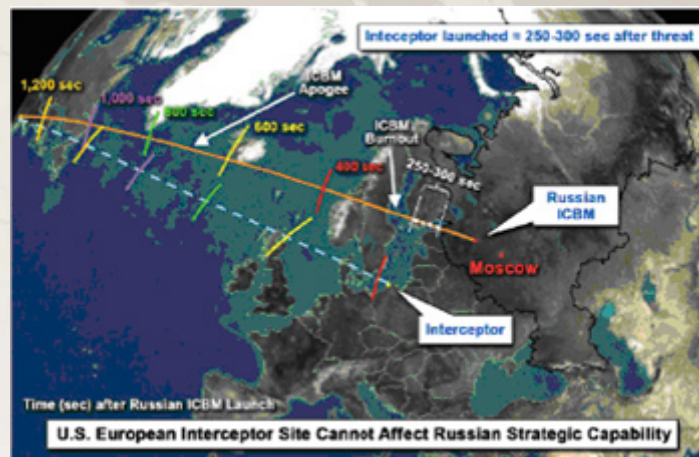 Inteceptor launched ≈ 250-300 sec after threat
1,200 sec
1,000 sec
800 sec
ICBM
Apogee
600 sec
ICBM
Burnout
400 sec
250-300 sec
Russian
ICBM
Moscow
Interceptor
Time (sec) after Russian ICBM Launch
U.S. European Interceptor Site Cannot Affect Russian Strategic Capability